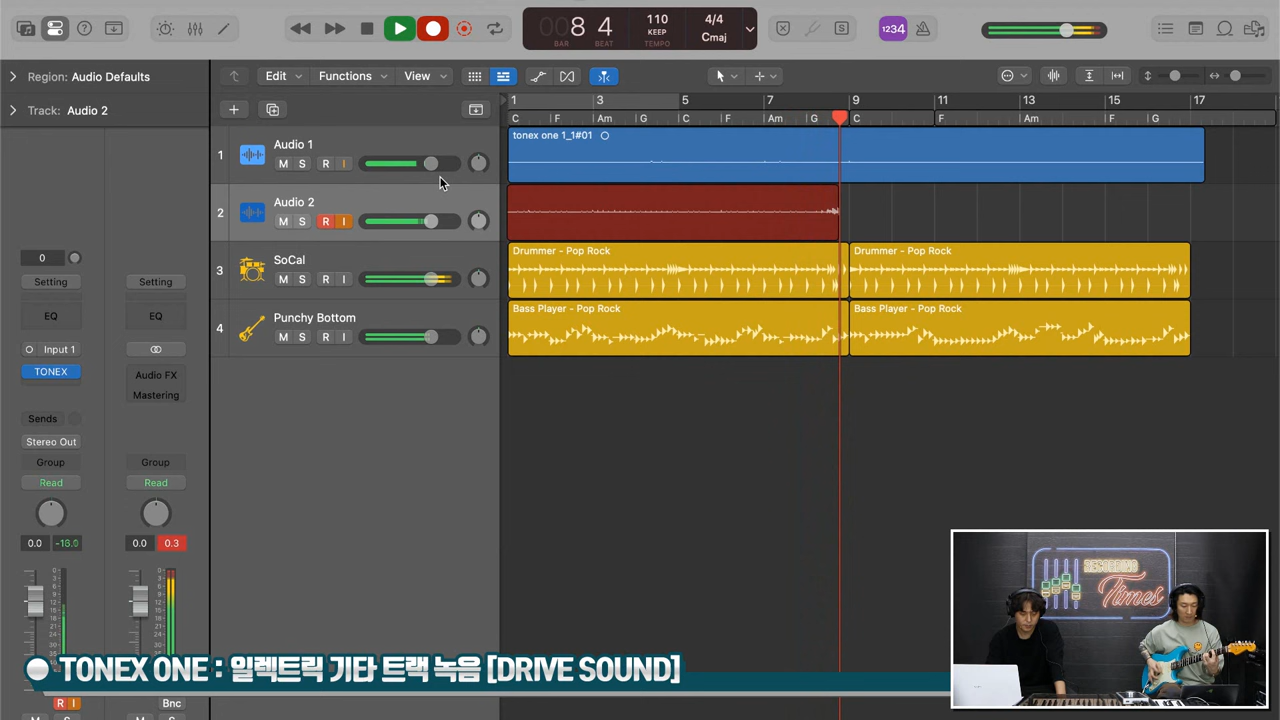 1234
008 4
BAR BEAT
110
KEEP
TEMPO
4/4
Cmaj
S
Region: Audio Defaults
Track: Audio 2
Edit
Functions
View
1 3 5 7 9 11 13 15 17
C F Am G C F Am G C F Am F G
1
Audio 1
M S R I
tonex one 1_1#01
2
Audio 2
M S R I
3
SoCal
M S R I
Drummer - Pop Rock
Drummer - Pop Rock
4
Punchy Bottom
M S R I
Bass Player - Pop Rock
Bass Player - Pop Rock
0
Setting
Setting
EQ
EQ
Input 1
TONEX
Audio FX
Mastering
Sends
Stereo Out
Group
Group
Read
Read
0.0 -18.0
0.0 0.3
R I
Bnc
RECORDING
Times
TONEX ONE : 일렉트릭 기타 트랙 녹음 [DRIVE SOUND]